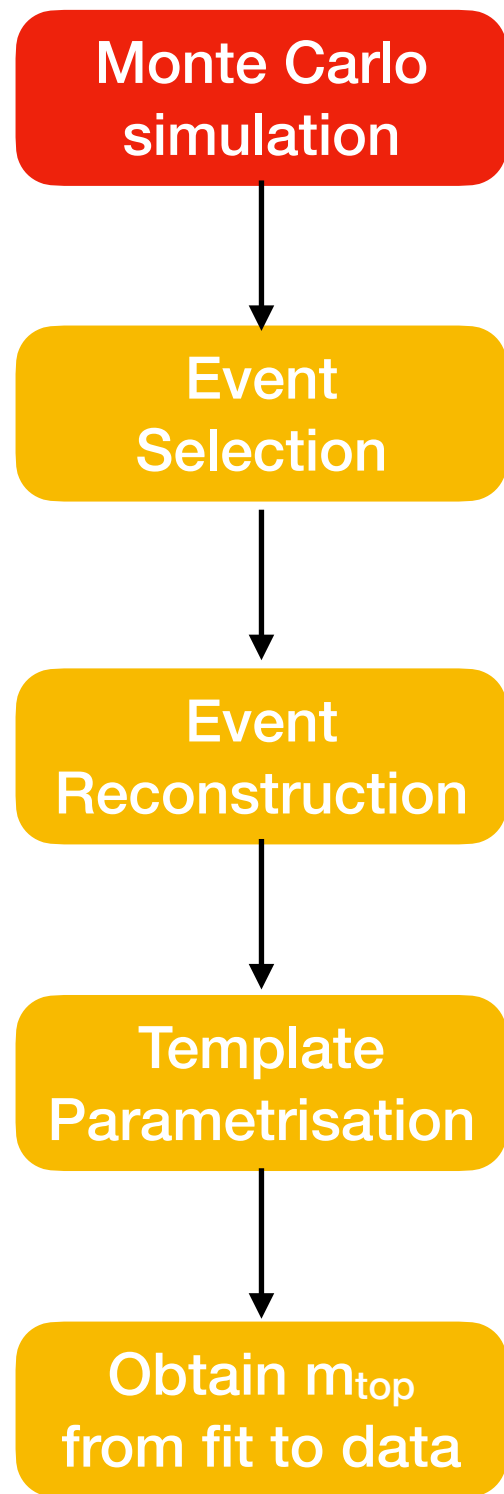 Monte Carlo
simulation
Event
Selection
Event
Reconstruction
Template
Parametrisation
Obtain mtop
from fit to data